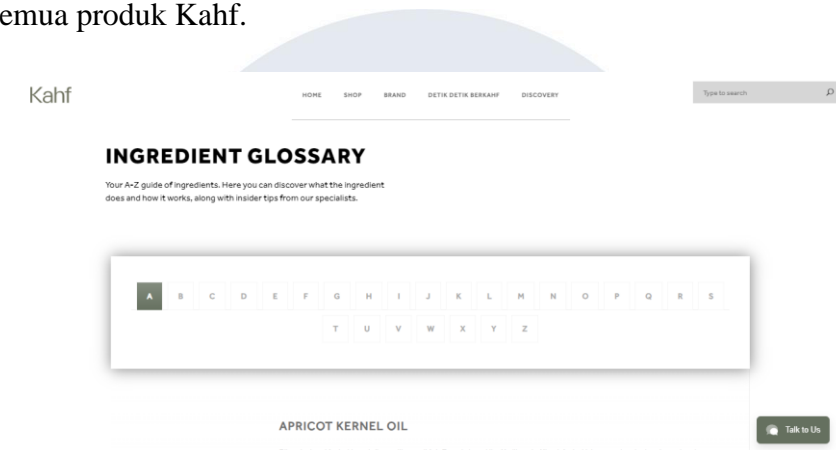 emua produk Kahf.
Kahf
HOME SHOP BRAND DETIK DETIK BERKAHF DISCOVERY
Type to search
INGREDIENT GLOSSARY
Your A-Z guide of ingredients. Here you can discover what the ingredient
does and how it works, along with insider tips from our specialists.
A B C D E F G H I J K L M N O P Q R S
T U V W X Y Z
APRICOT KERNEL OIL
Talk to Us